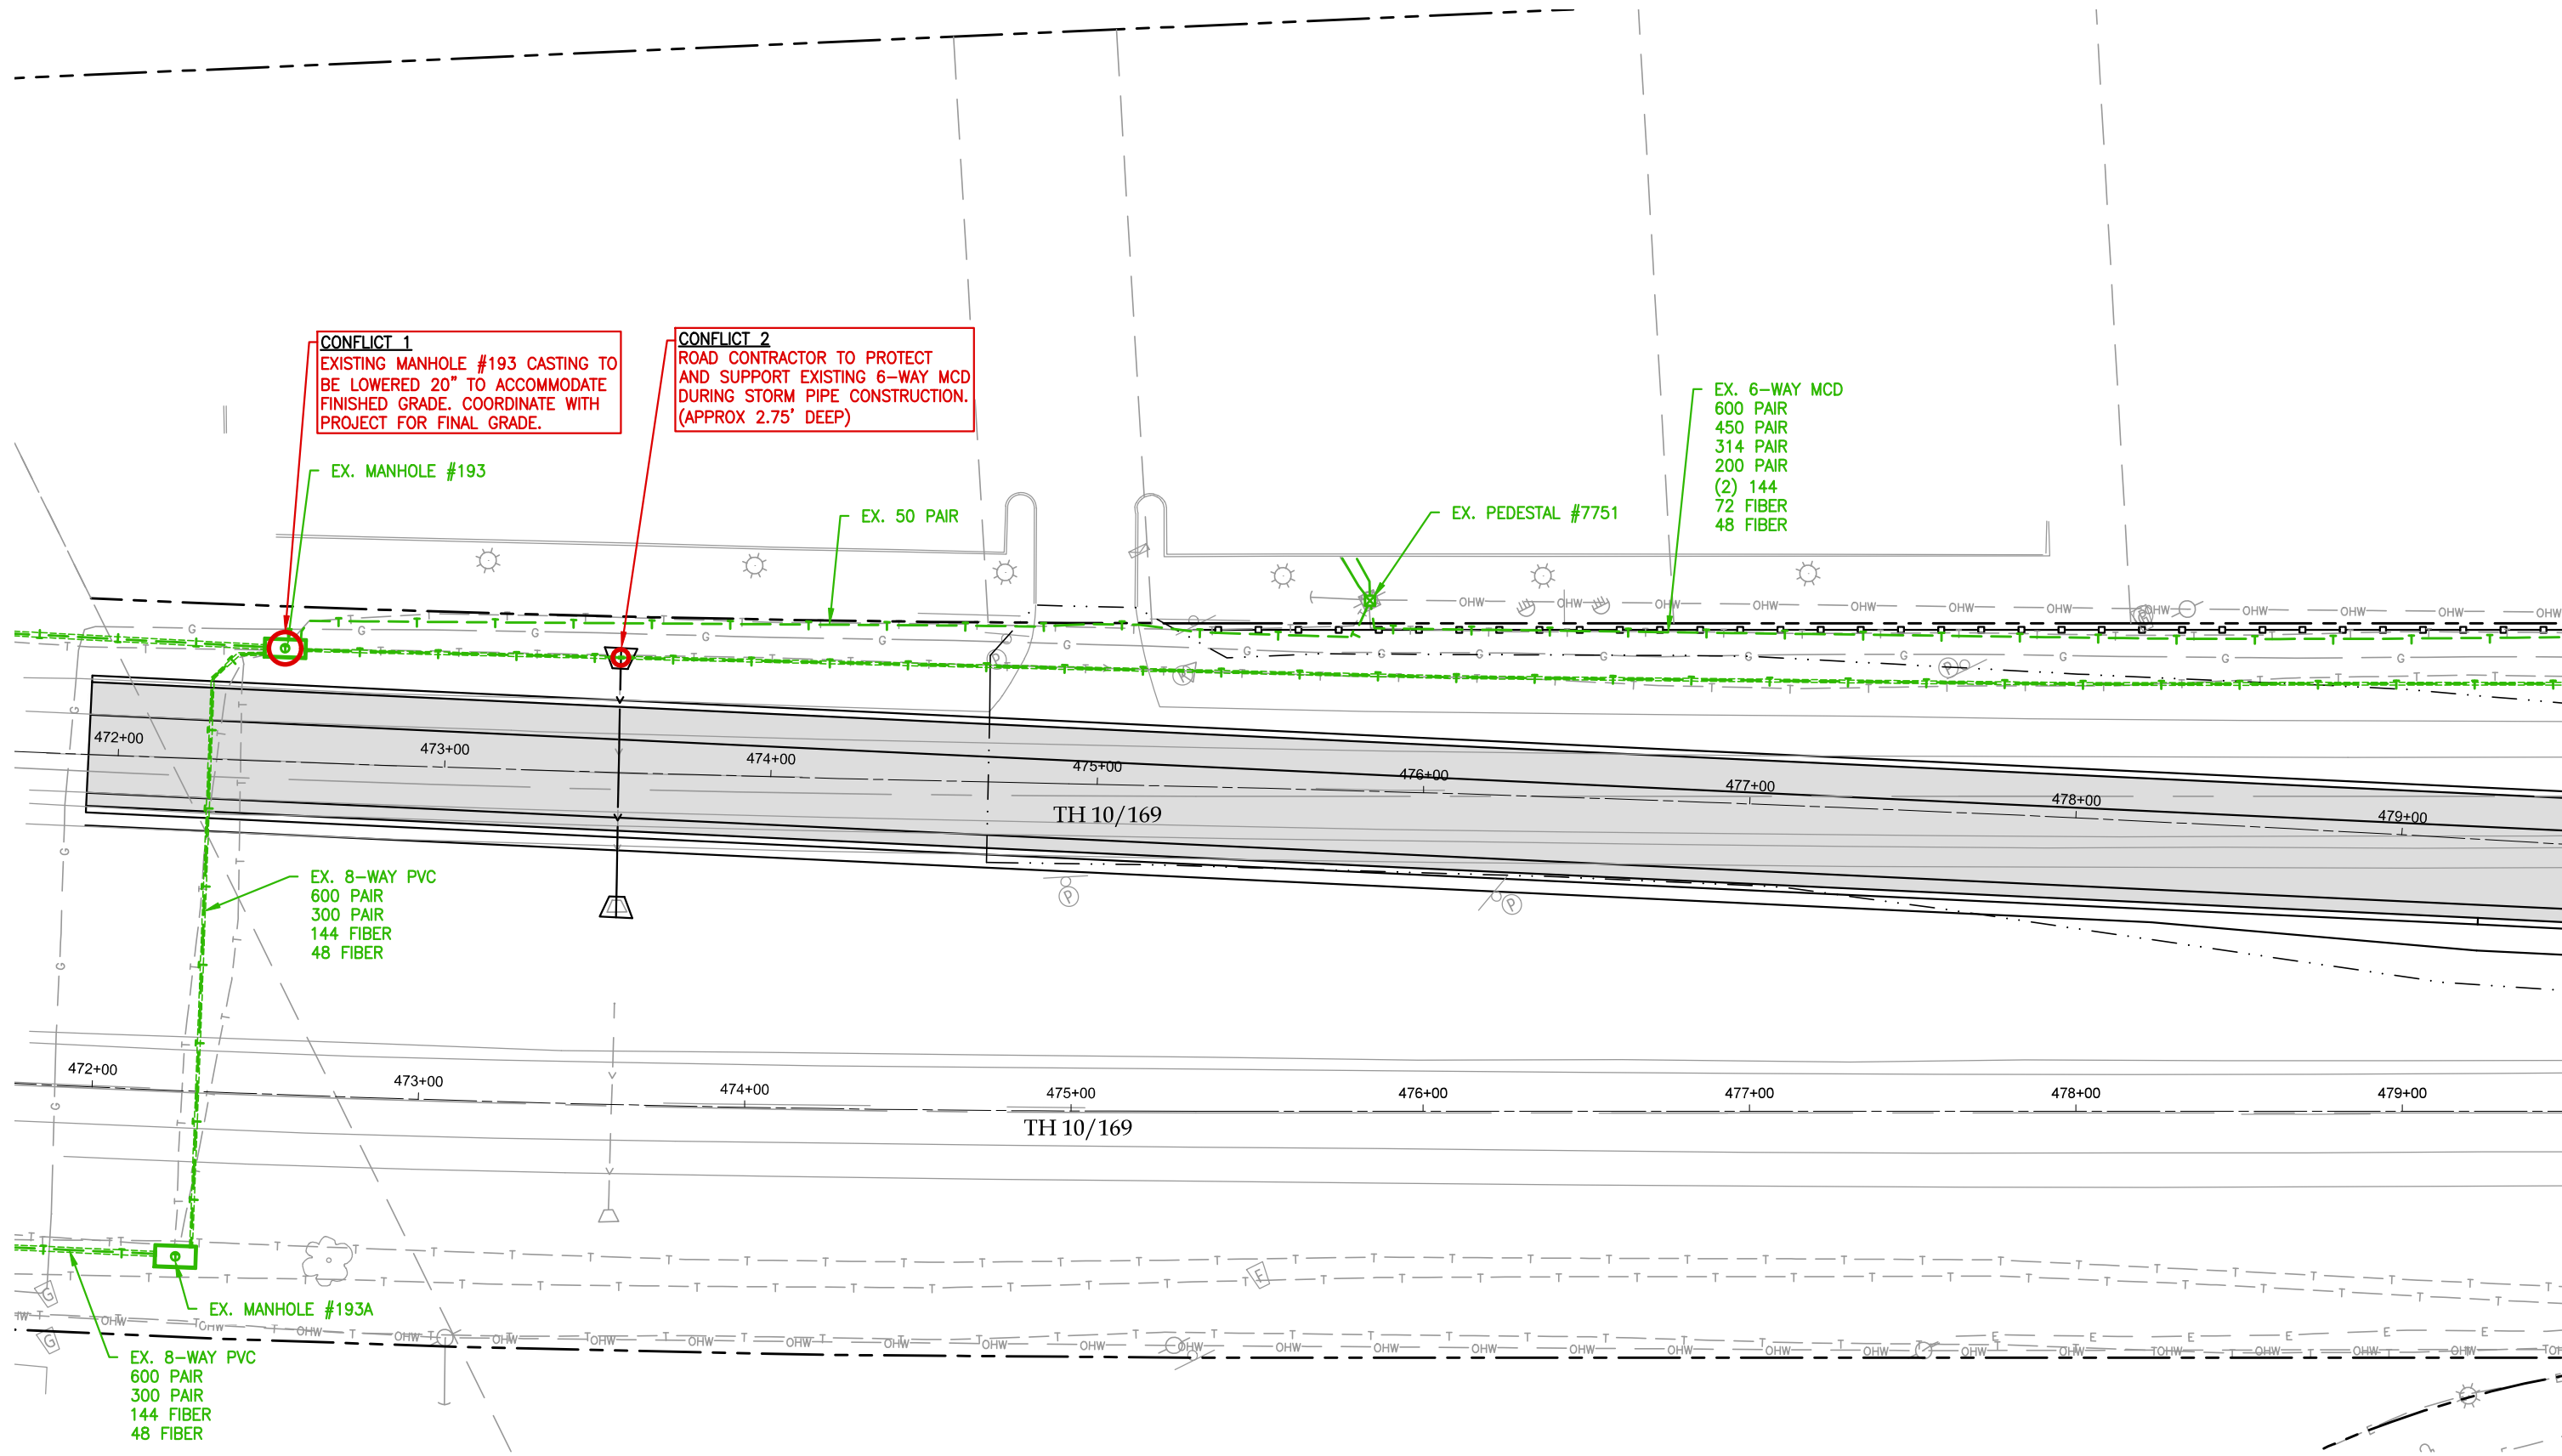 CONFLICT 1
EXISTING MANHOLE #193 CASTING TO
BE LOWERED 20" TO ACCOMMODATE
FINISHED GRADE. COORDINATE WITH
PROJECT FOR FINAL GRADE.
CONFLICT 2
ROAD CONTRACTOR TO PROTECT
AND SUPPORT EXISTING 6-WAY MCD
DURING STORM PIPE CONSTRUCTION.
(APPROX 2.75' DEEP)
EX. 6-WAY MCD
600 PAIR
450 PAIR
314 PAIR
200 PAIR
(2) 144
72 FIBER
48 FIBER
EX. MANHOLE #193
EX. 50 PAIR
EX. PEDESTAL #7751
472+00
473+00
474+00
475+00
476+00
477+00
478+00
479+00
TH 10/169
EX. 8-WAY PVC
600 PAIR
300 PAIR
144 FIBER
48 FIBER
472+00
473+00
474+00
475+00
476+00
477+00
478+00
479+00
TH 10/169
EX. MANHOLE #193A
EX. 8-WAY PVC
600 PAIR
300 PAIR
144 FIBER
48 FIBER